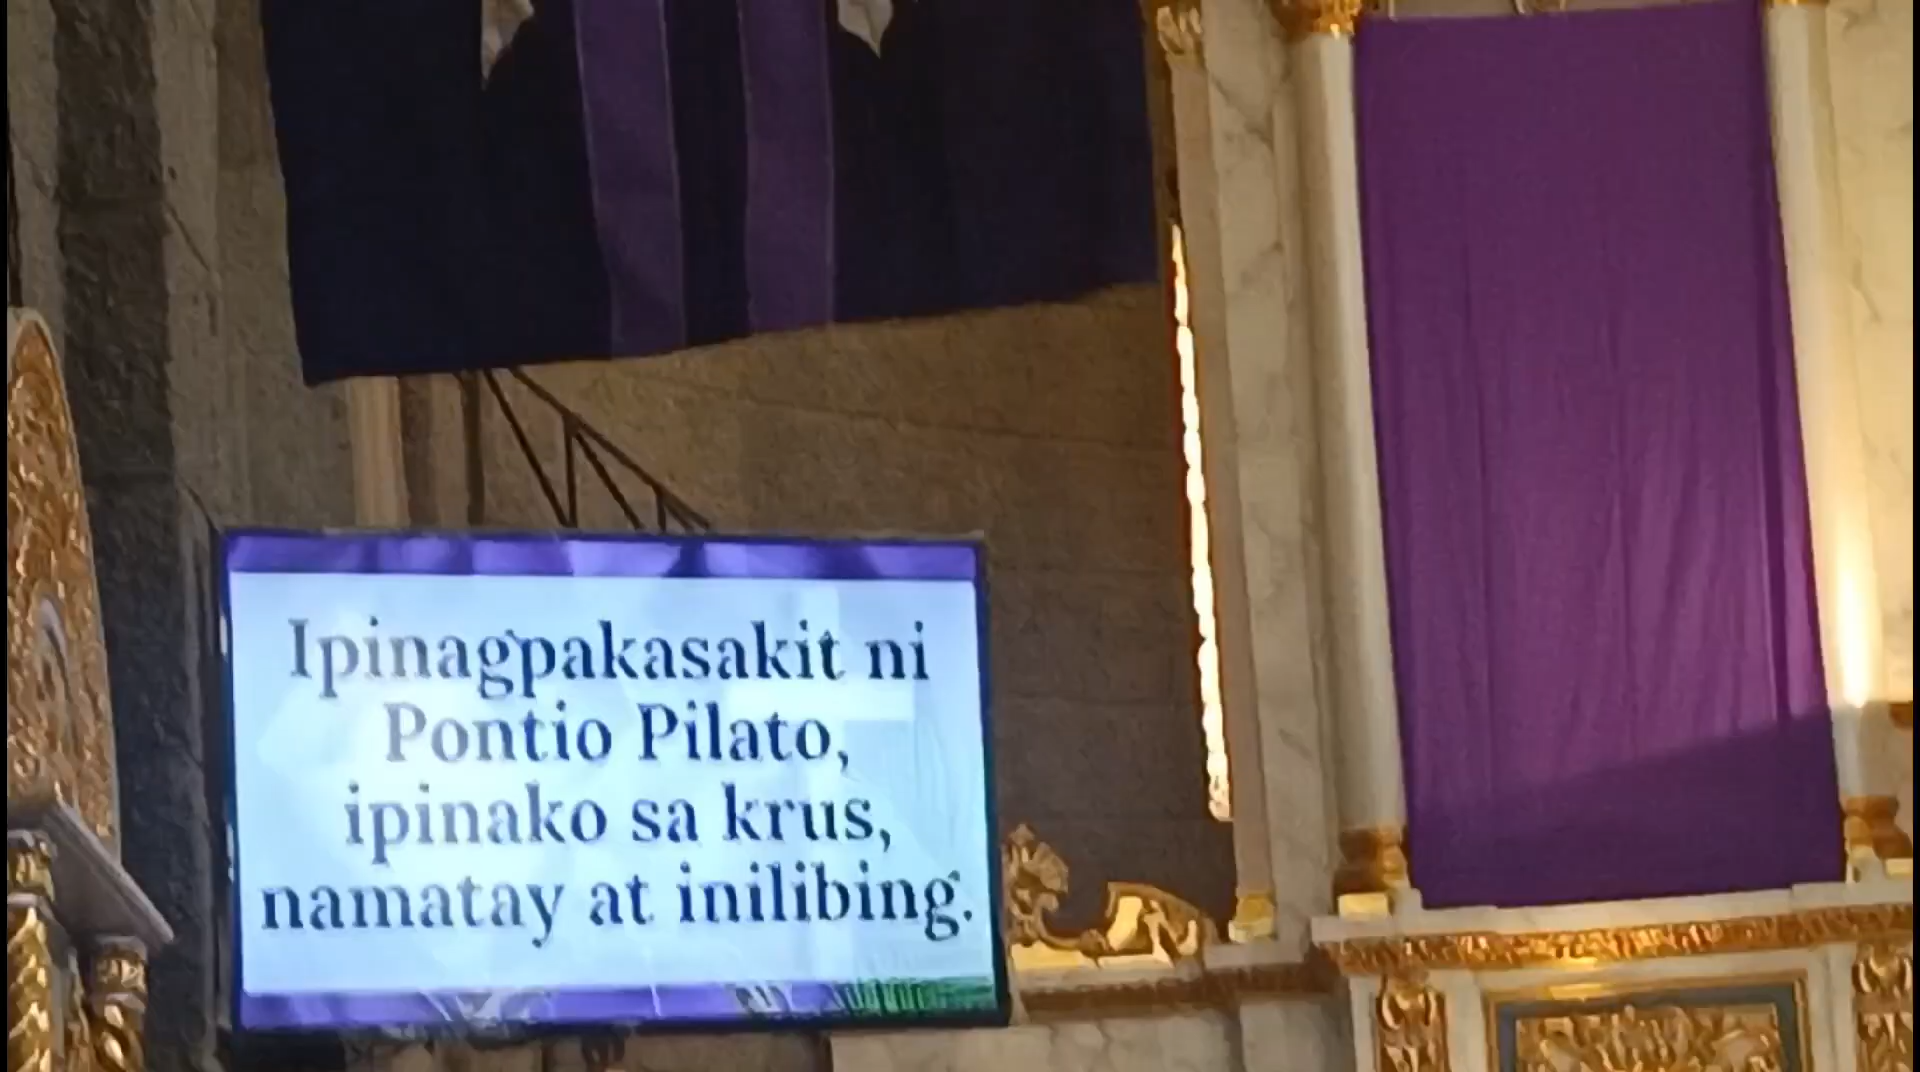 Ipinagpakasakit ni
Pontio Pilato,
ipinako sa krus,
namatay at inilibing.